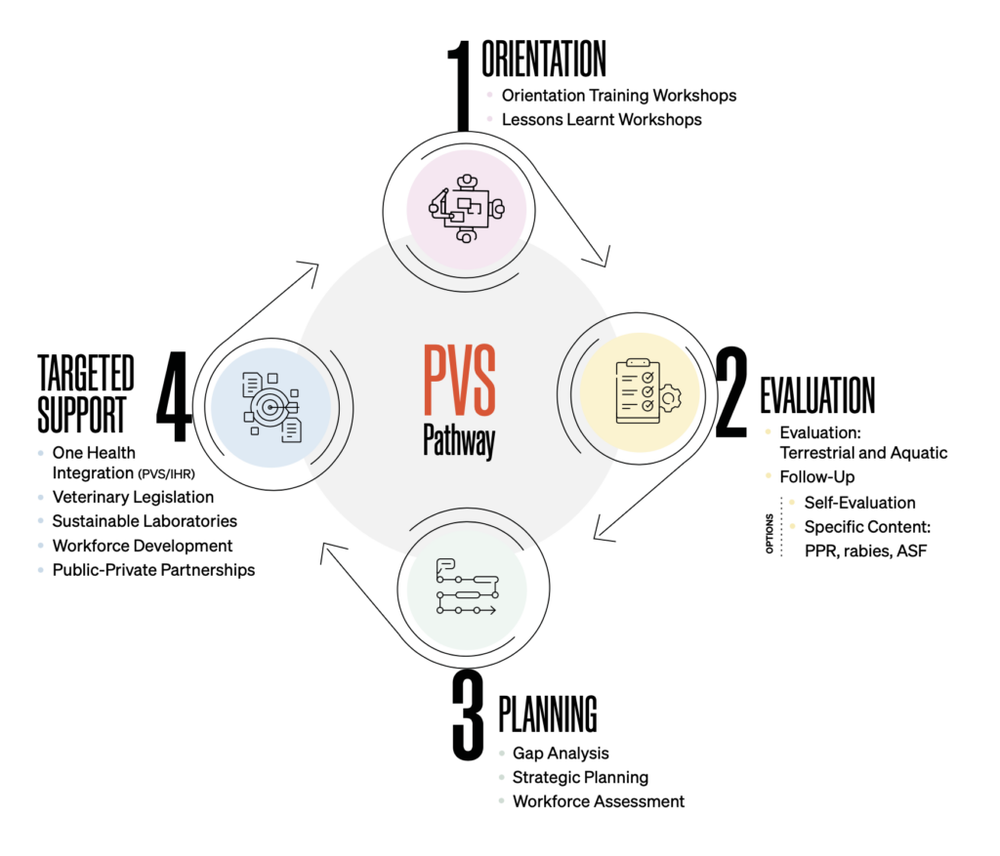 1
ORIENTATION
Orientation Training Workshops
Lessons Learnt Workshops
PVS
Pathway
2
EVALUATION
Evaluation:
Terrestrial and Aquatic
Follow-Up
OPTIONS
Self-Evaluation
Specific Content:
PPR, rabies, ASF
3
PLANNING
Gap Analysis
Strategic Planning
Workforce Assessment
4
TARGETED
SUPPORT
One Health
Integration (PVS/IHR)
Veterinary Legislation
Sustainable Laboratories
Workforce Development
Public-Private Partnerships